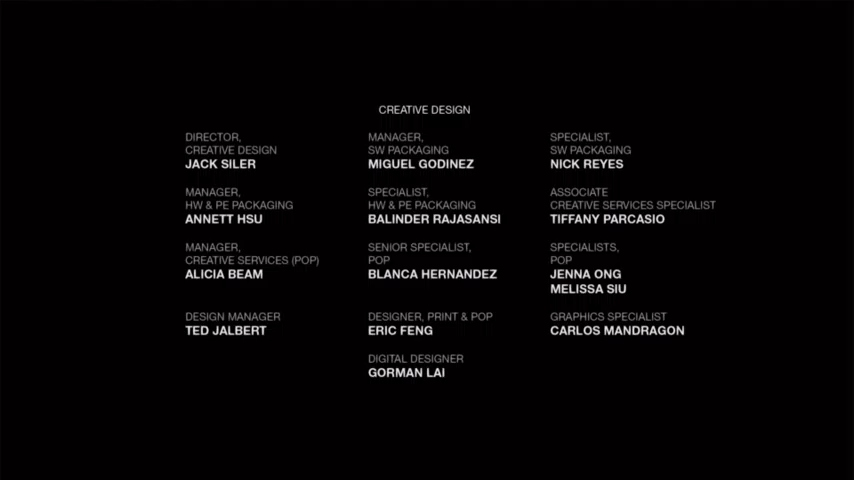 CREATIVE DESIGN
DIRECTOR,
CREATIVE DESIGN
JACK SILER
MANAGER,
SW PACKAGING
MIGUEL GODINEZ
SPECIALIST,
SW PACKAGING
NICK REYES
MANAGER,
HW & PE PACKAGING
ANNETT HSU
SPECIALIST,
HW & PE PACKAGING
BALINDER RAJASANSI
ASSOCIATE
CREATIVE SERVICES SPECIALIST
TIFFANY PARCASIO
MANAGER,
CREATIVE SERVICES (POP)
ALICIA BEAM
SENIOR SPECIALIST,
POP
BLANCA HERNANDEZ
SPECIALISTS,
POP
JENNA ONG
MELISSA SIU
DESIGN MANAGER
TED JALBERT
DESIGNER, PRINT & POP
ERIC FENG
GRAPHICS SPECIALIST
CARLOS MANDRAGON
DIGITAL DESIGNER
GORMAN LAI